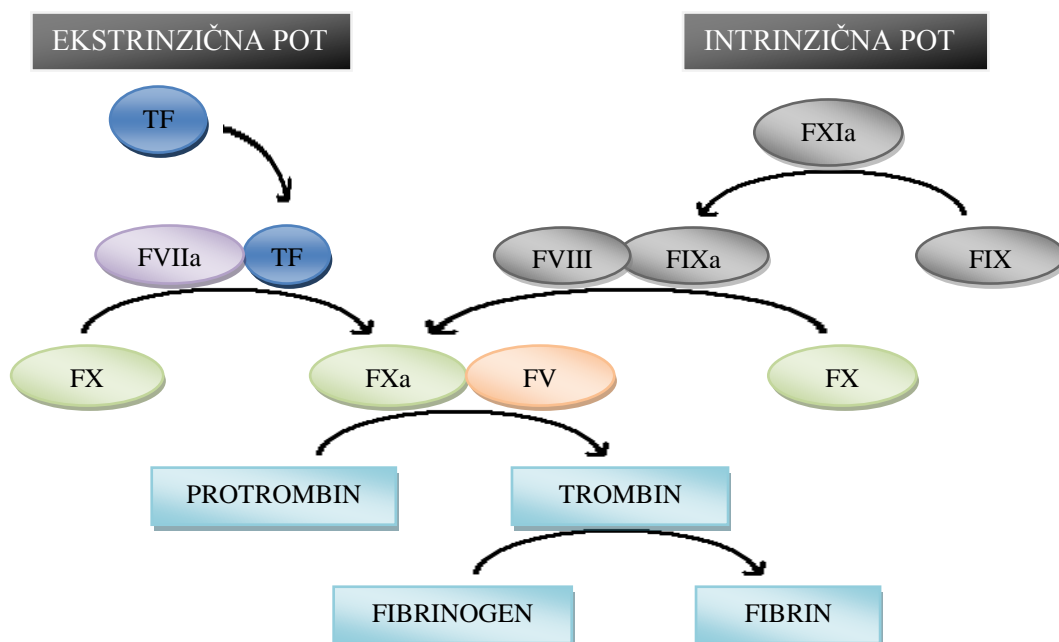 EKSTRINZIČNA POT
INTRINZIČNA POT
TF
FXIa
FVIIa
TF
FVIII
FIXa
FIX
FX
FXa
FV
FX
PROTROMBIN
TROMBIN
FIBRINOGEN
FIBRIN